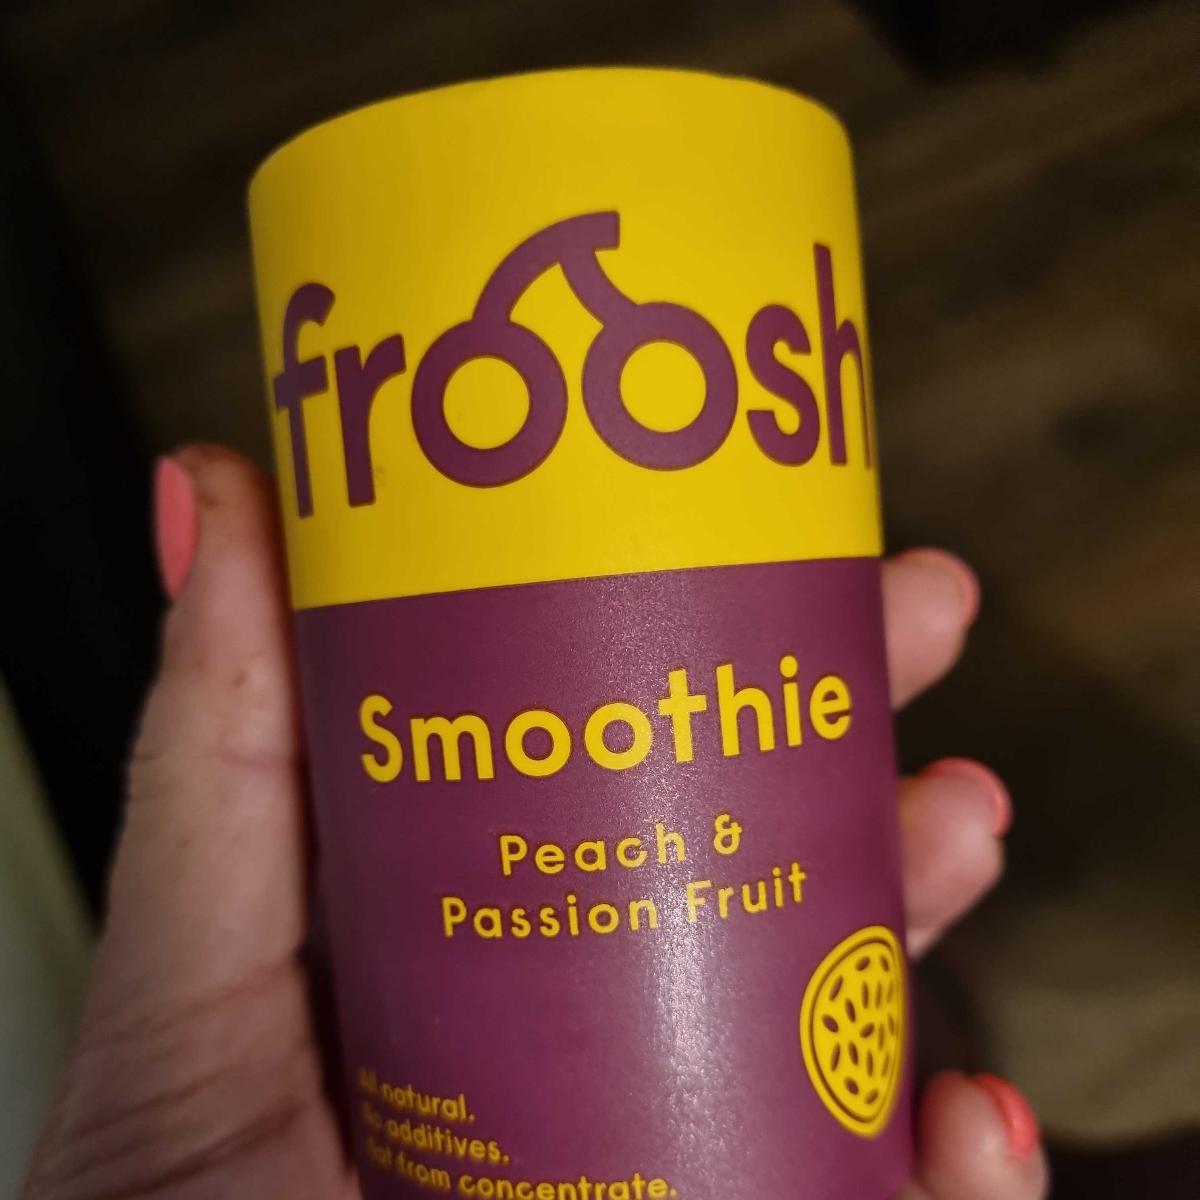 froosh
Smoothie
Peach &
Passion Fruit
All natural.
No additives.
Not from concentrate.